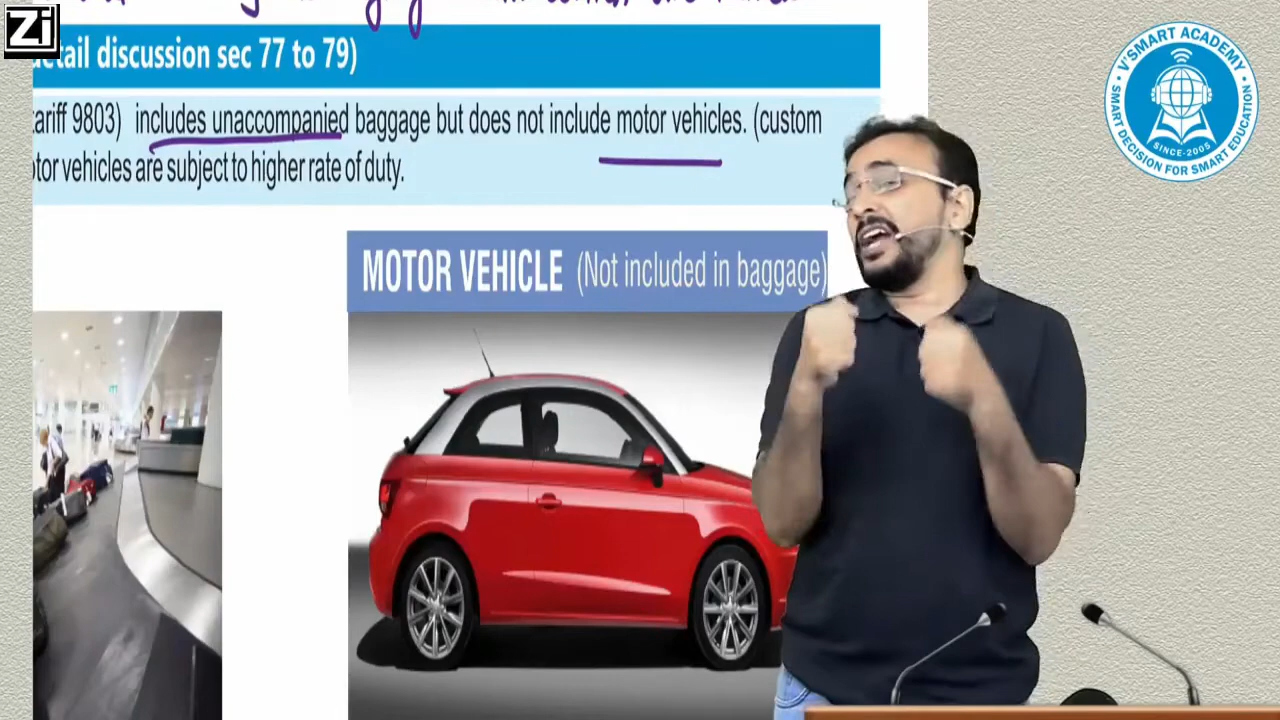 Zi
detail discussion sec 77 to 79)
tariff 9803) includes unaccompanied baggage but does not include motor vehicles. (custom
otor vehicles are subject to higher rate of duty.
MOTOR VEHICLE (Not included in baggage)
V'SMART ACADEMY
SINCE-2005
SMART DECISION FOR SMART EDUCATION